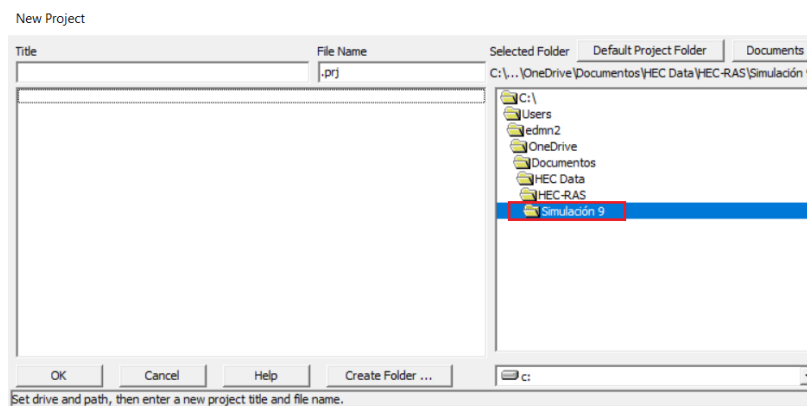 New Project
Title File Name Selected Folder Default Project Folder Documents
.prj C:\...\OneDrive\Documentos\HEC Data\HEC-RAS\Simulación 9
C:\
Users
edmn2
OneDrive
Documentos
HEC Data
HEC-RAS
Simulación 9
OK Cancel Help Create Folder ... c:
Set drive and path, then enter a new project title and file name.